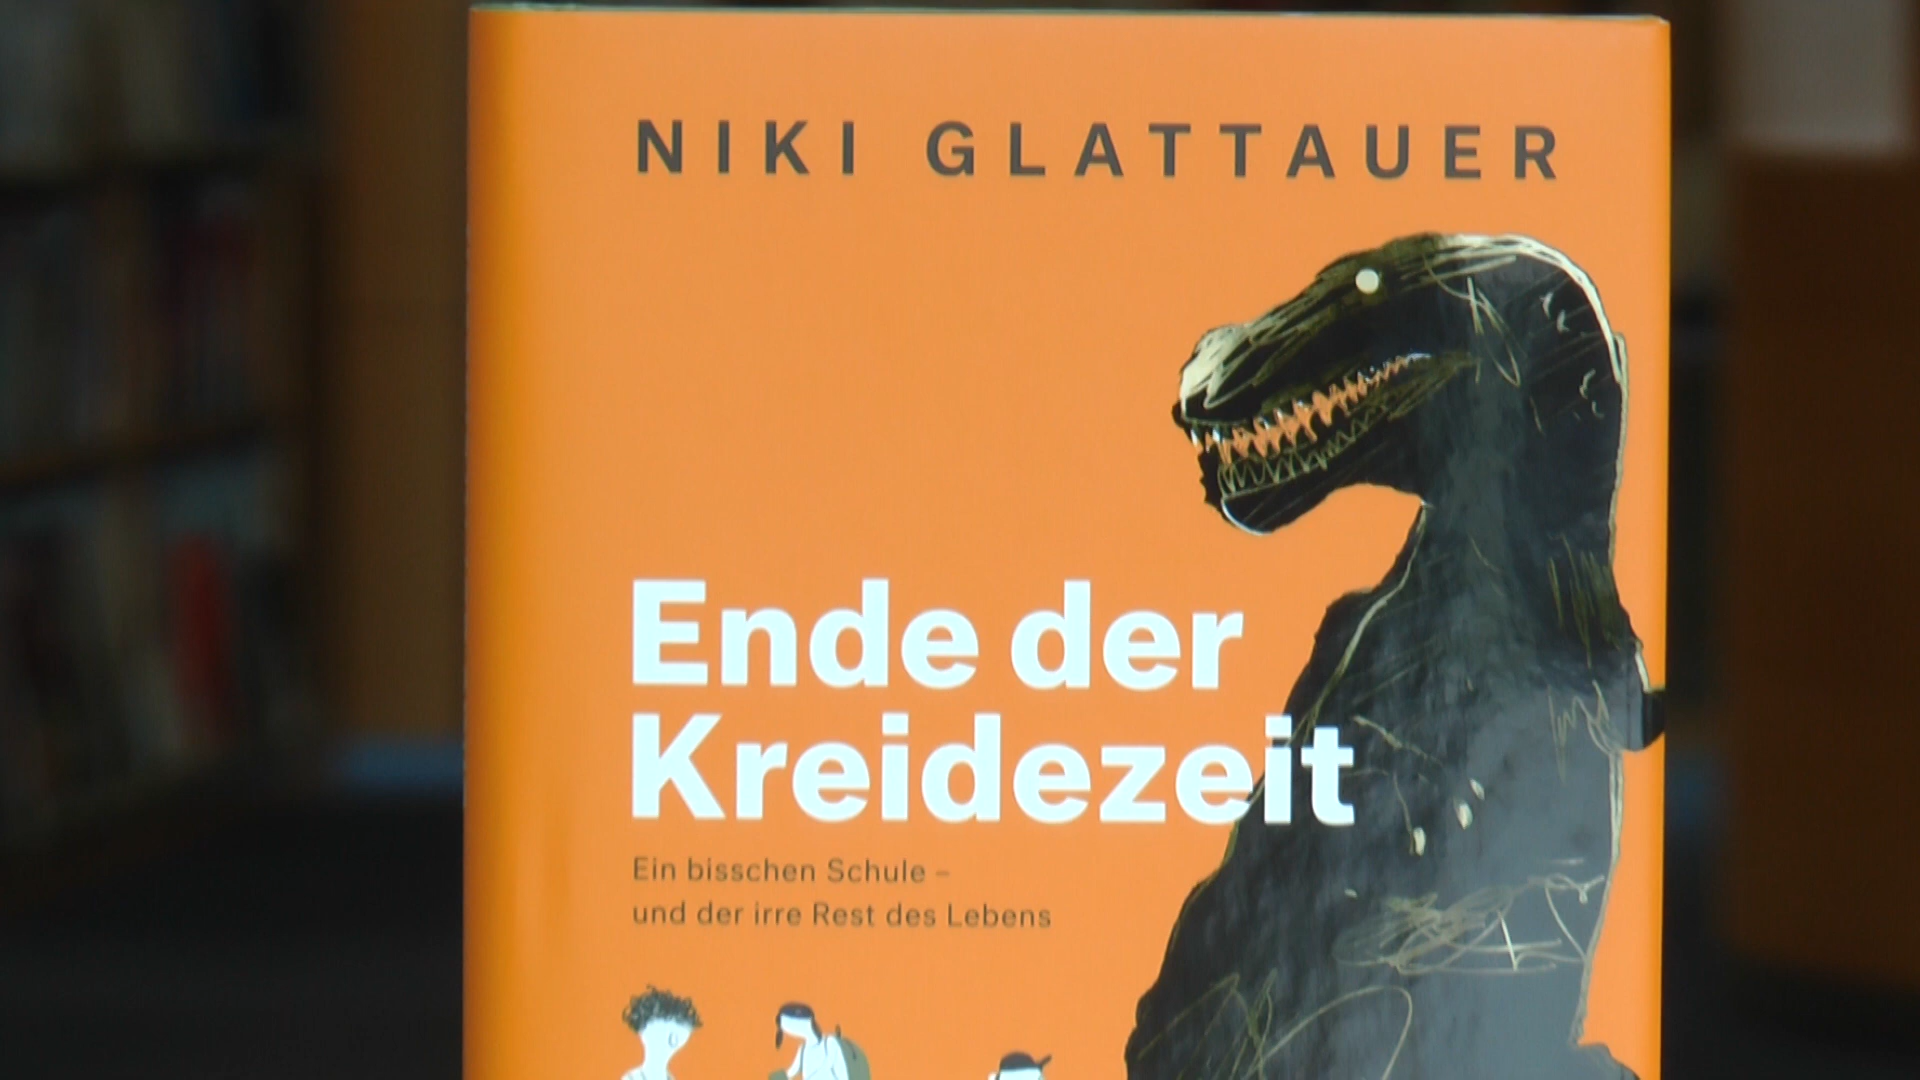 NIKI GLATTAUER
Ende der
Kreidezeit
Ein bisschen Schule –
und der irre Rest des Lebens